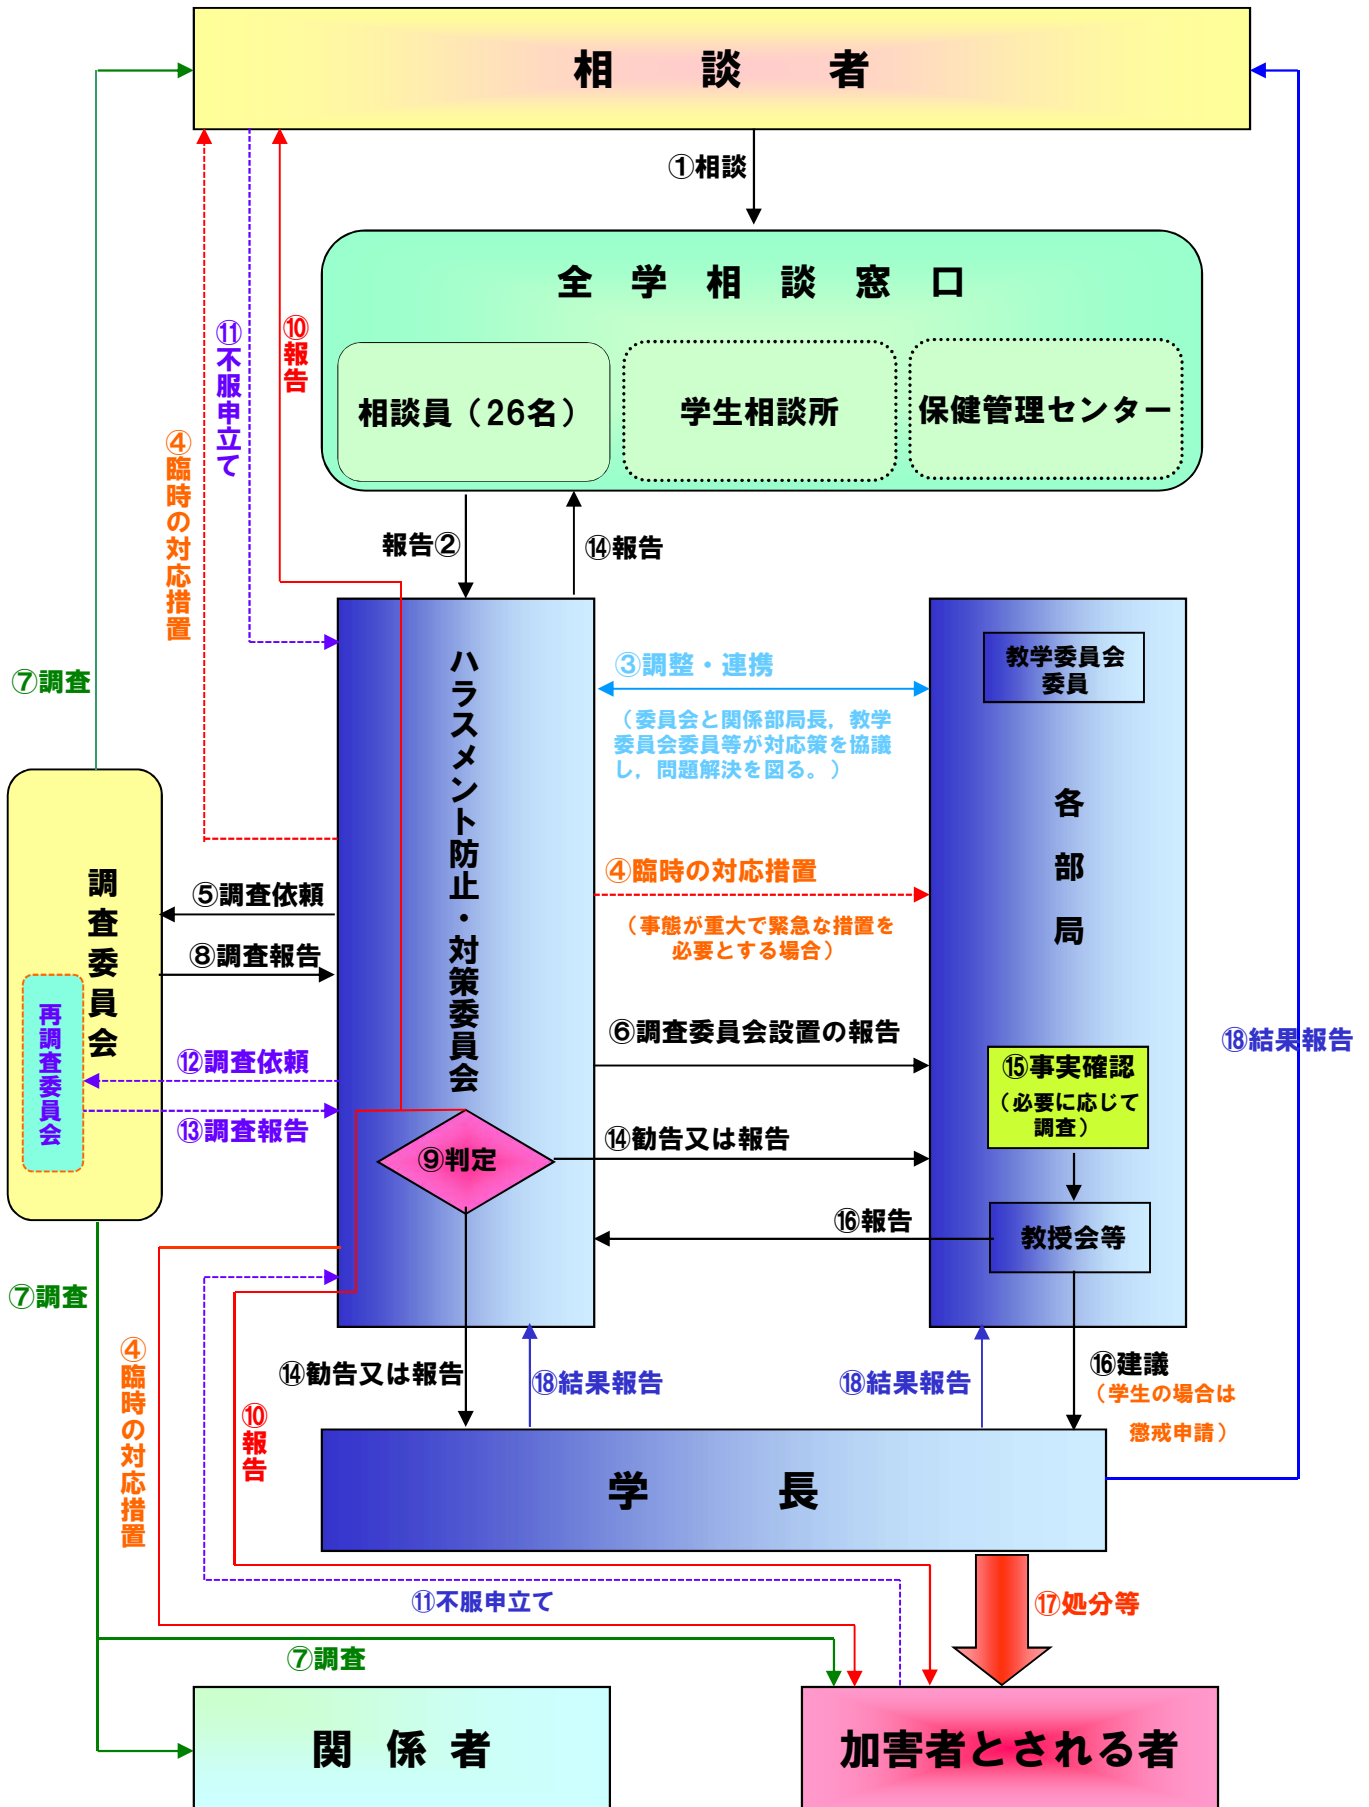 相談者
①相談
全学相談窓口
相談員（26名）
学生相談所
保健管理センター
⑪不服申立て
⑩報告
④臨時の対応措置
報告②
⑭報告
⑦調査
ハラスメント防止・対策委員会
③調整・連携
（委員会と関係部局長，教学
委員会委員等が対応策を協議
し，問題解決を図る。）
教学委員会
委員
各部局
④臨時の対応措置
（事態が重大で緊急な措置を
必要とする場合）
調査委員会
⑤調査依頼
⑧調査報告
再調査委員会
⑫調査依頼
⑬調査報告
⑥調査委員会設置の報告
⑮事実確認
（必要に応じて
調査）
⑱結果報告
⑨判定
⑭勧告又は報告
⑯報告
教授会等
⑦調査
④臨時の対応措置
⑩報告
⑭勧告又は報告
⑱結果報告
⑱結果報告
⑯建議
（学生の場合は
懲戒申請）
学長
⑪不服申立て
⑰処分等
⑦調査
関係者
加害者とされる者